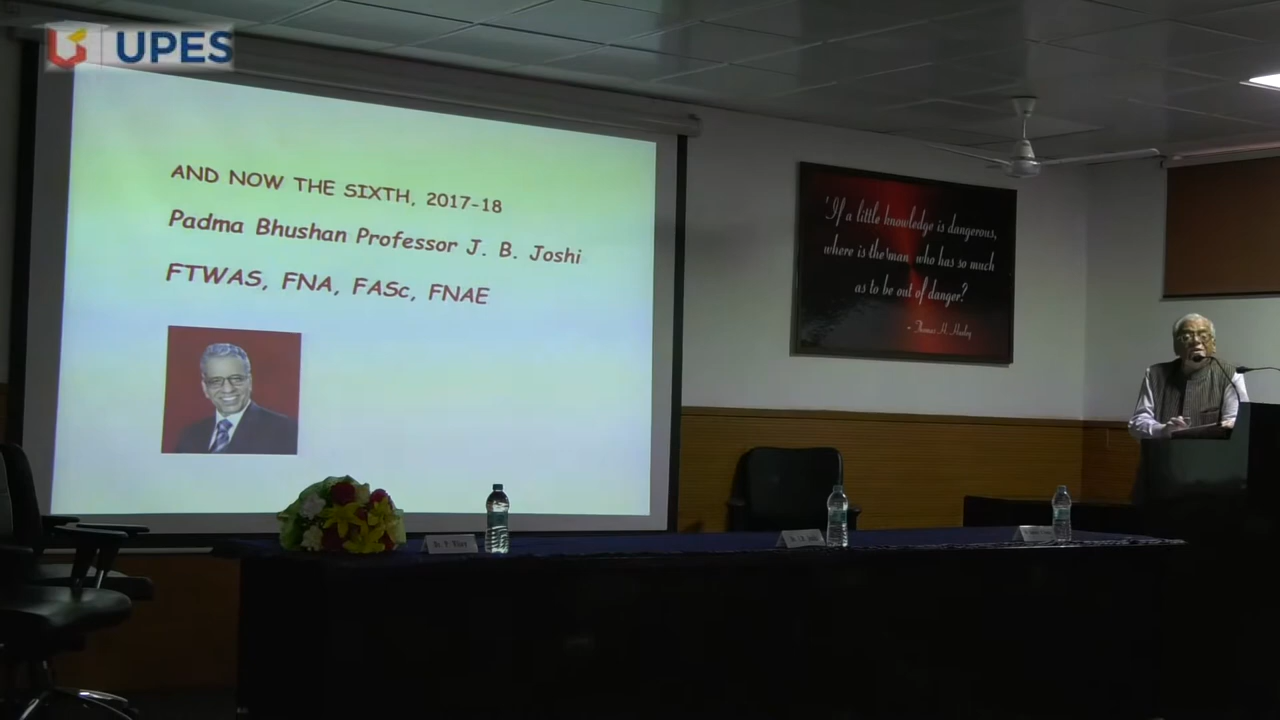 UPES
AND NOW THE SIXTH, 2017-18
Padma Bhushan Professor J. B. Joshi
FTWAS, FNA, FASc, FNAE
'If a little knowledge is dangerous,
where is the man who has so much
as to be out of danger?
- Thomas H. Huxley